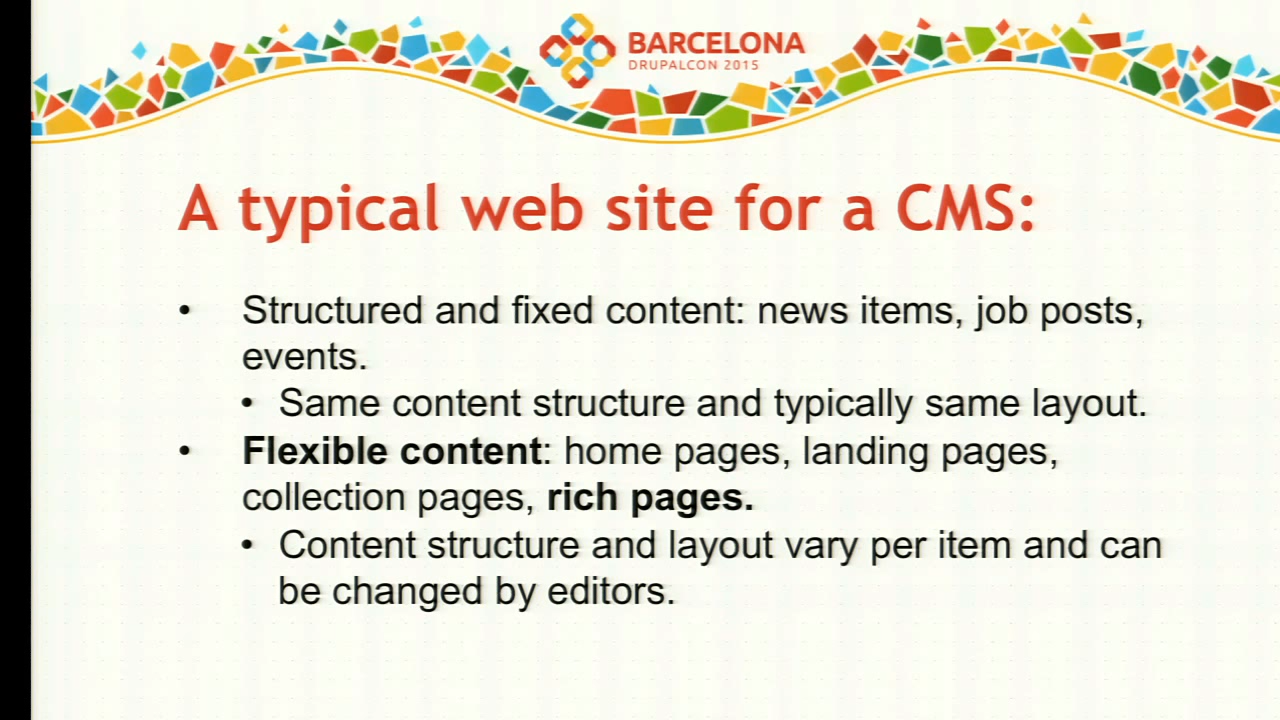 BARCELONA
DRUPALCON 2015
A typical web site for a CMS:
• Structured and fixed content: news items, job posts,
events.
• Same content structure and typically same layout.
• Flexible content: home pages, landing pages,
collection pages, rich pages.
• Content structure and layout vary per item and can
be changed by editors.